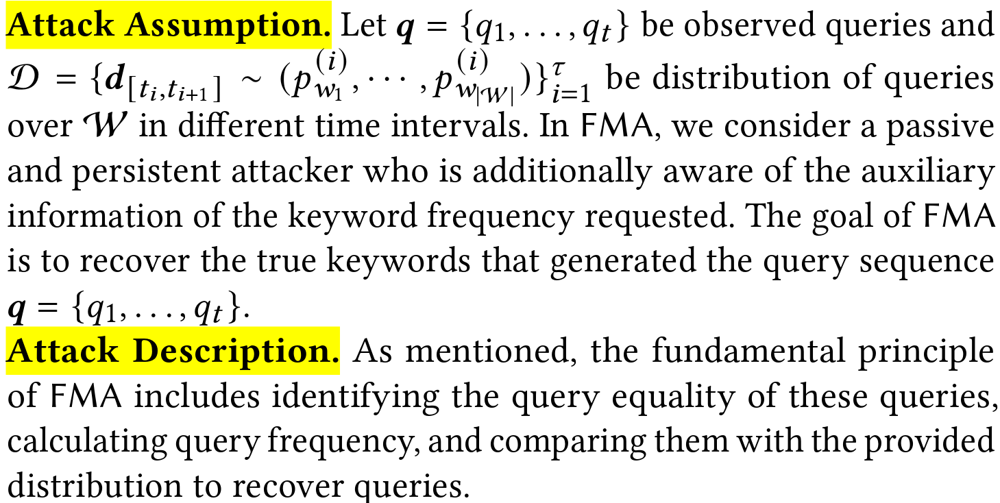 Attack Assumption. Let $\boldsymbol{q} = \{q_1, \ldots, q_t\}$ be observed queries and
$\mathcal{D} = \{\boldsymbol{d}_{[t_i, t_{i+1}]} \sim (p_{w_1}^{(i)}, \cdots, p_{w_{|\mathcal{W}|}}^{(i)})\}_{i=1}^{\tau}$ be distribution of queries
over $\mathcal{W}$ in different time intervals. In FMA, we consider a passive
and persistent attacker who is additionally aware of the auxiliary
information of the keyword frequency requested. The goal of FMA
is to recover the true keywords that generated the query sequence
$\boldsymbol{q} = \{q_1, \ldots, q_t\}$.
Attack Description. As mentioned, the fundamental principle
of FMA includes identifying the query equality of these queries,
calculating query frequency, and comparing them with the provided
distribution to recover queries.